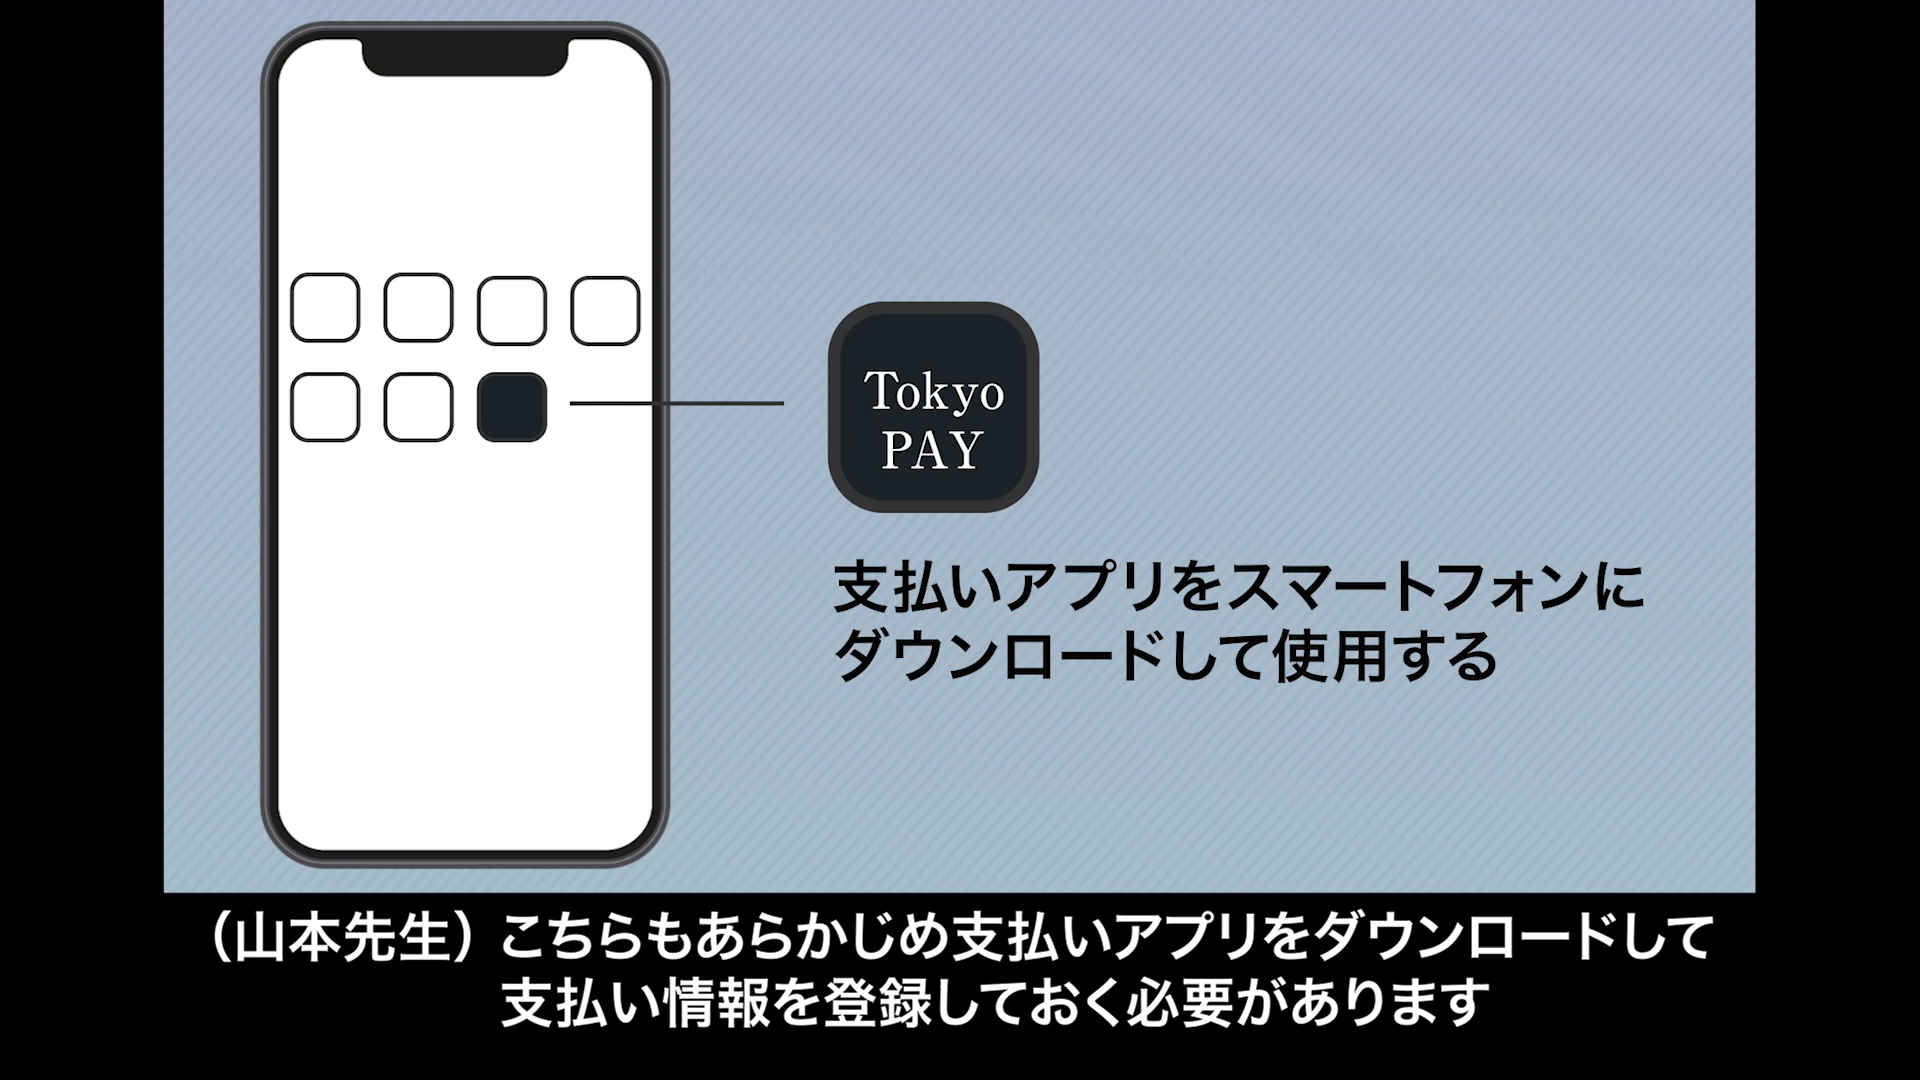 Tokyo
PAY
支払いアプリをスマートフォンに
ダウンロードして使用する
（山本先生）こちらもあらかじめ支払いアプリをダウンロードして
支払い情報を登録しておく必要があります